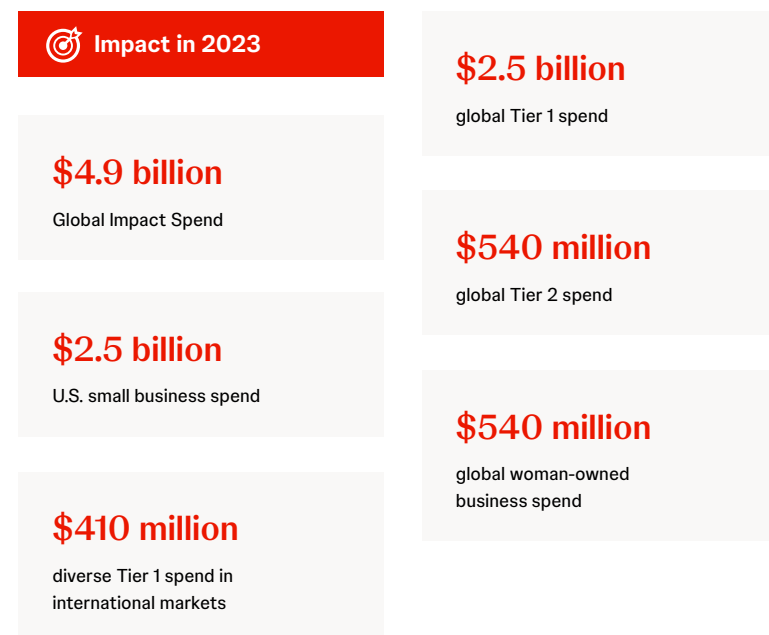 Impact in 2023
$4.9 billion
Global Impact Spend
$2.5 billion
U.S. small business spend
$410 million
diverse Tier 1 spend in
international markets
$2.5 billion
global Tier 1 spend
$540 million
global Tier 2 spend
$540 million
global woman-owned
business spend